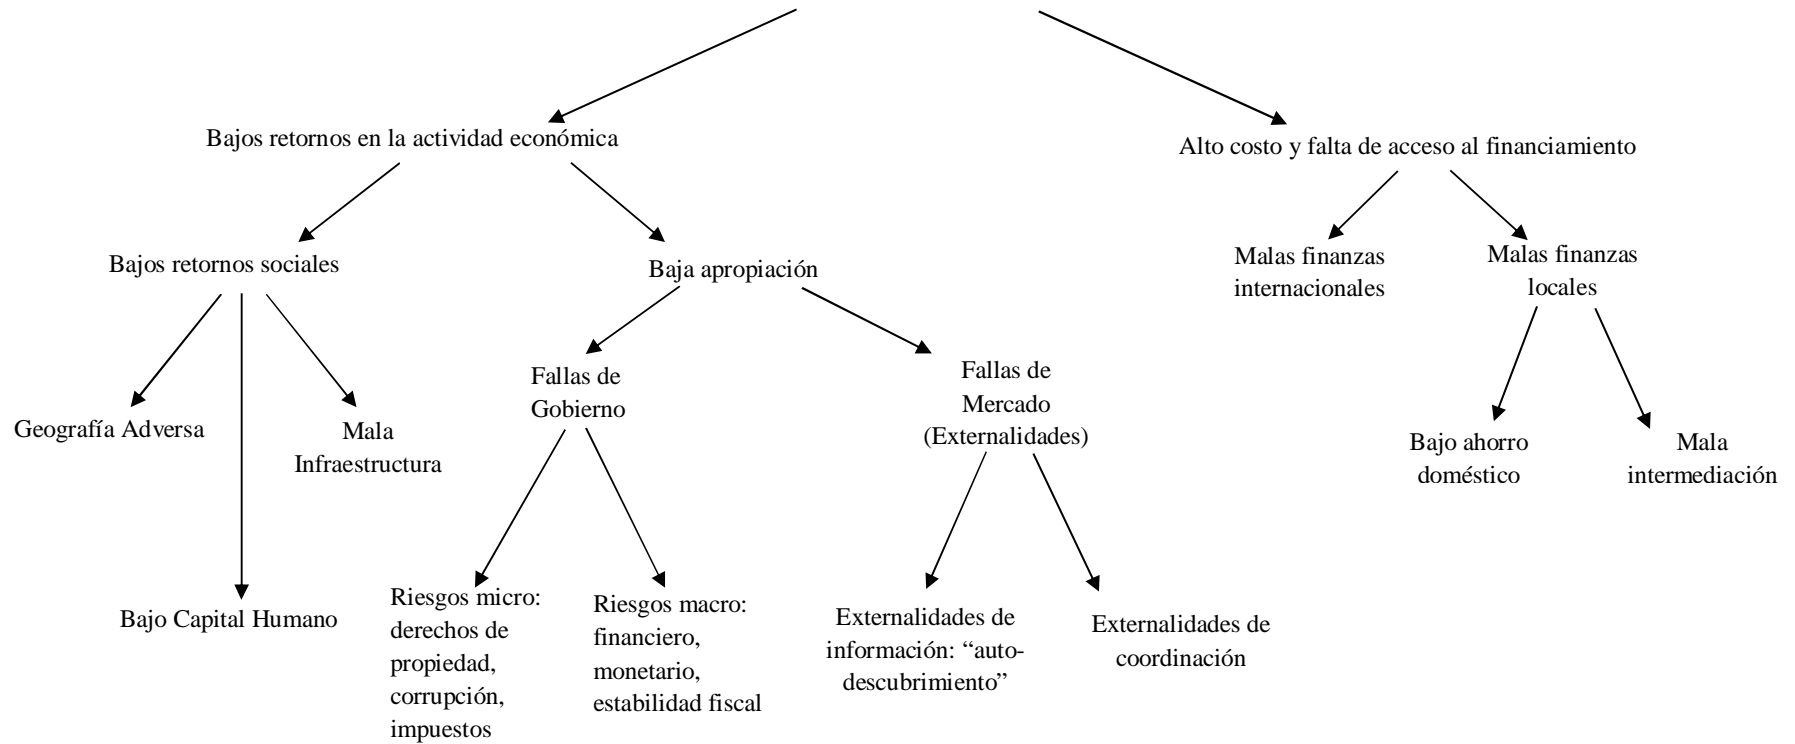 Bajos retornos en la actividad económica
Alto costo y falta de acceso al financiamiento
Bajos retornos sociales
Baja apropiación
Malas finanzas
internacionales
Malas finanzas
locales
Geografía Adversa
Mala
Infraestructura
Bajo Capital Humano
Fallas de
Gobierno
Fallas de
Mercado
(Externalidades)
Bajo ahorro
doméstico
Mala
intermediación
Riesgos micro:
derechos de
propiedad,
corrupción,
impuestos
Riesgos macro:
financiero,
monetario,
estabilidad fiscal
Externalidades de
información: “auto-
descubrimiento”
Externalidades de
coordinación